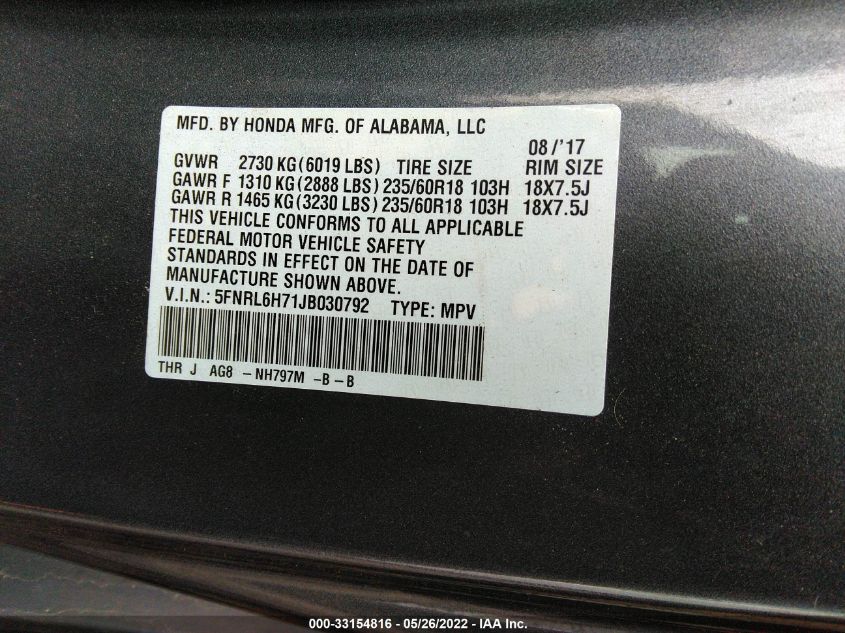 MFD. BY HONDA MFG. OF ALABAMA, LLC
08/'17
GVWR 2730 KG(6019 LBS) TIRE SIZE RIM SIZE
GAWR F 1310 KG(2888 LBS) 235/60R18 103H 18X7.5J
GAWR R 1465 KG(3230 LBS) 235/60R18 103H 18X7.5J
THIS VEHICLE CONFORMS TO ALL APPLICABLE
FEDERAL MOTOR VEHICLE SAFETY
STANDARDS IN EFFECT ON THE DATE OF
MANUFACTURE SHOWN ABOVE.
V.I.N.: 5FNRL6H71JB030792 TYPE: MPV
THR J AG8 - NH797M - B - B
000-33154816 - 05/26/2022 - IAA Inc.